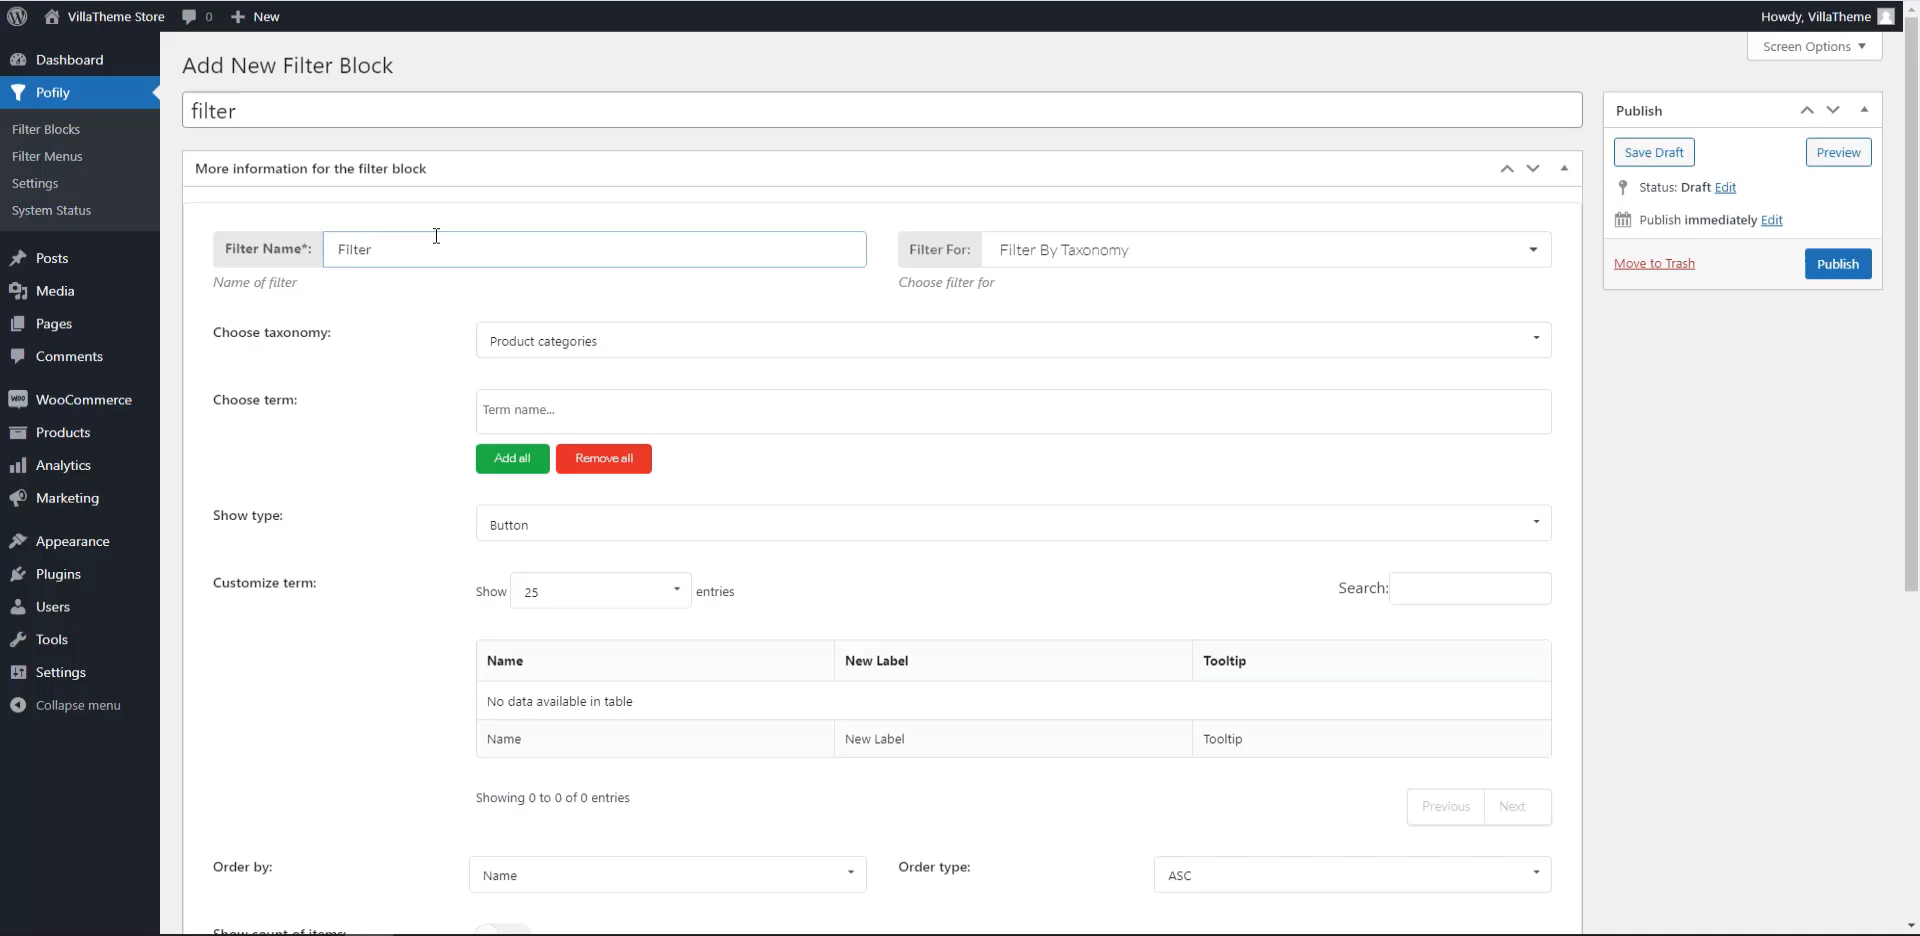 VillaTheme Store 0 New Howdy, VillaTheme
Screen Options
Dashboard
Pofily
Filter Blocks
Filter Menus
Settings
System Status
Posts
Media
Pages
Comments
WooCommerce
Products
Analytics
Marketing
Appearance
Plugins
Users
Tools
Settings
Collapse menu
Add New Filter Block
filter
More information for the filter block
Filter Name*: Filter
Name of filter
Filter For: Filter By Taxonomy
Choose filter for
Choose taxonomy: Product categories
Choose term: Term name...
Add all Remove all
Show type: Button
Customize term: Show 25 entries Search:
Name New Label Tooltip
No data available in table
Name New Label Tooltip
Showing 0 to 0 of 0 entries
Previous Next
Order by: Name Order type: ASC
Show count of items:
Publish
Save Draft Preview
Status: Draft Edit
Publish immediately Edit
Move to Trash Publish